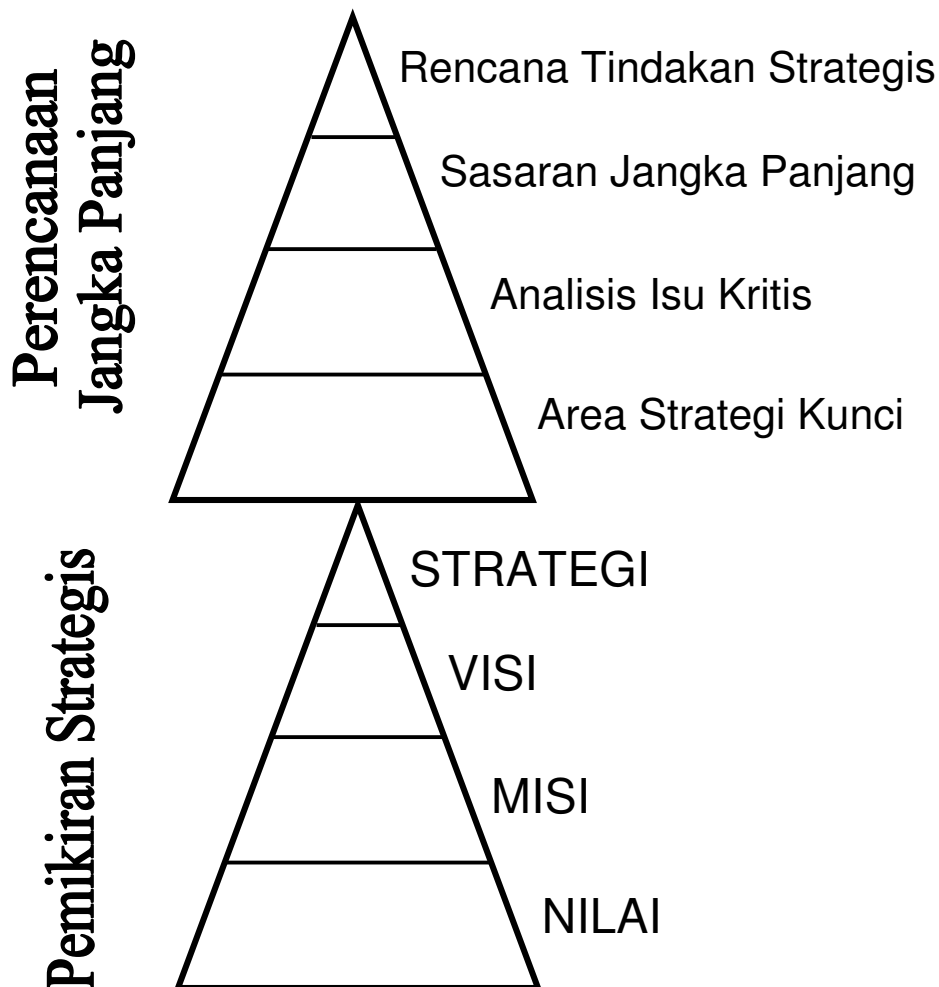 Perencanaan
Jangka Panjang
Rencana Tindakan Strategis
Sasaran Jangka Panjang
Analisis Isu Kritis
Area Strategi Kunci
Pemikiran Strategis
STRATEGI
VISI
MISI
NILAI